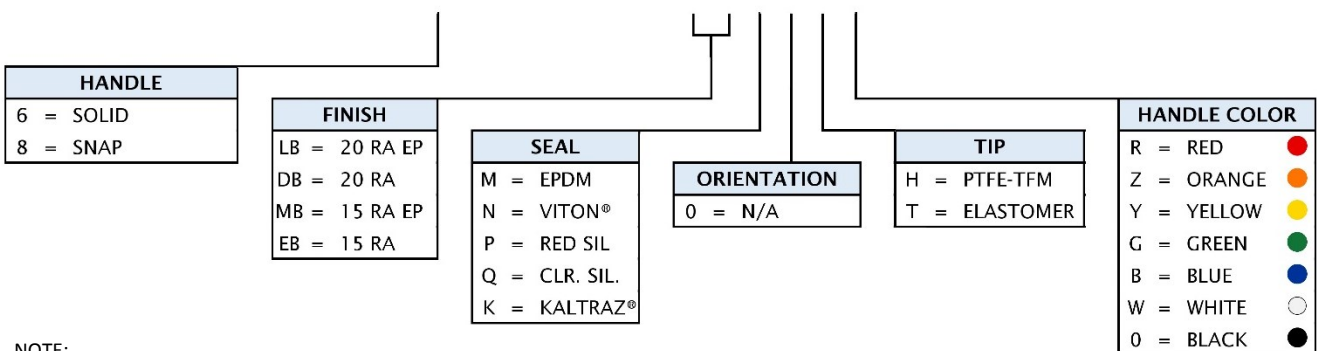 HANDLE
6 = SOLID
8 = SNAP
FINISH
LB = 20 RA EP
DB = 20 RA
MB = 15 RA EP
EB = 15 RA
SEAL
M = EPDM
N = VITON®
P = RED SIL
Q = CLR. SIL.
K = KALTRAZ®
ORIENTATION
0 = N/A
TIP
H = PTFE-TFM
T = ELASTOMER
HANDLE COLOR
R = RED
Z = ORANGE
Y = YELLOW
G = GREEN
B = BLUE
W = WHITE
0 = BLACK
NOTE: